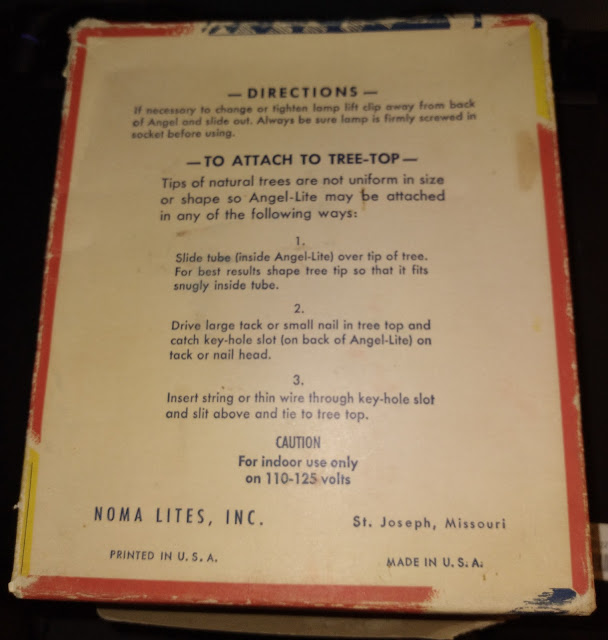 — DIRECTIONS —
If necessary to change or tighten lamp lift clip away from back
of Angel and slide out. Always be sure lamp is firmly screwed in
socket before using.
— TO ATTACH TO TREE-TOP —
Tips of natural trees are not uniform in size
or shape so Angel-Lite may be attached
in any of the following ways:
1.
Slide tube (inside Angel-Lite) over tip of tree.
For best results shape tree tip so that it fits
snugly inside tube.
2.
Drive large tack or small nail in tree top and
catch key-hole slot (on back of Angel-Lite) on
tack or nail head.
3.
Insert string or thin wire through key-hole slot
and slit above and tie to tree top.
CAUTION
For indoor use only
on 110-125 volts
NOMA LITES, INC. St. Joseph, Missouri
PRINTED IN U. S. A. MADE IN U. S. A.